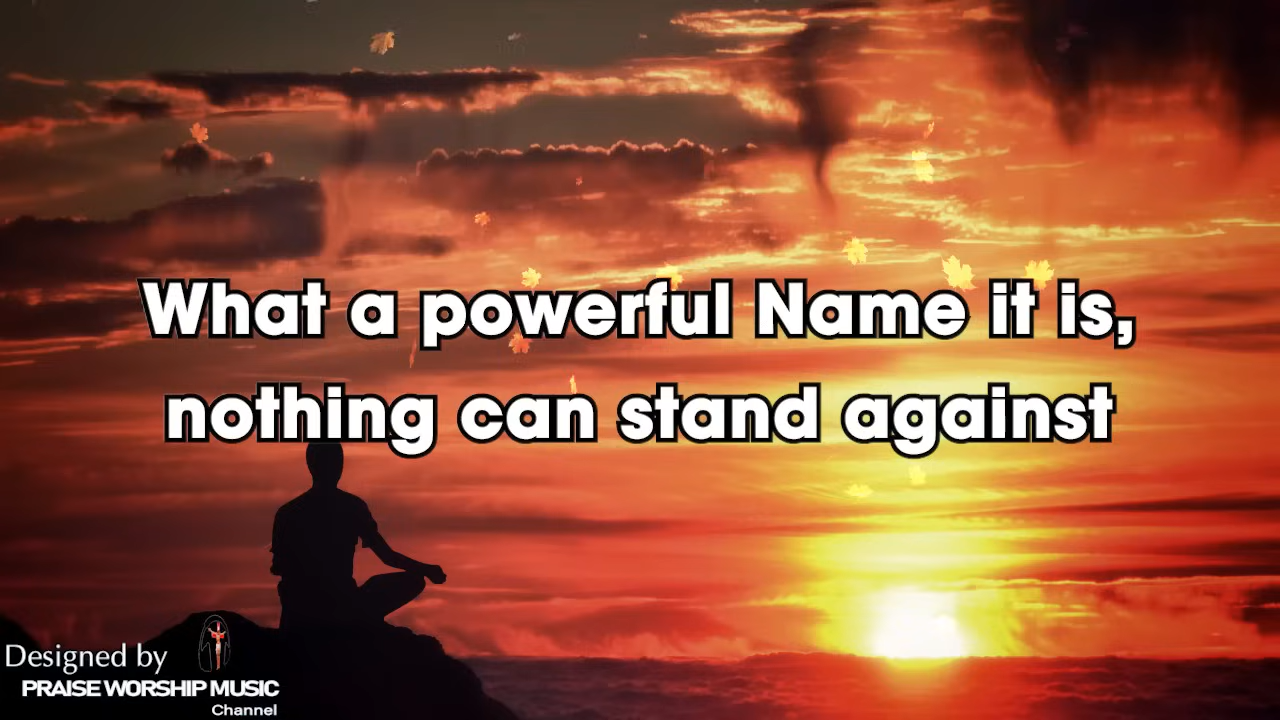 What a powerful Name it is,
nothing can stand against
Designed by
PRAISE WORSHIP MUSIC
Channel